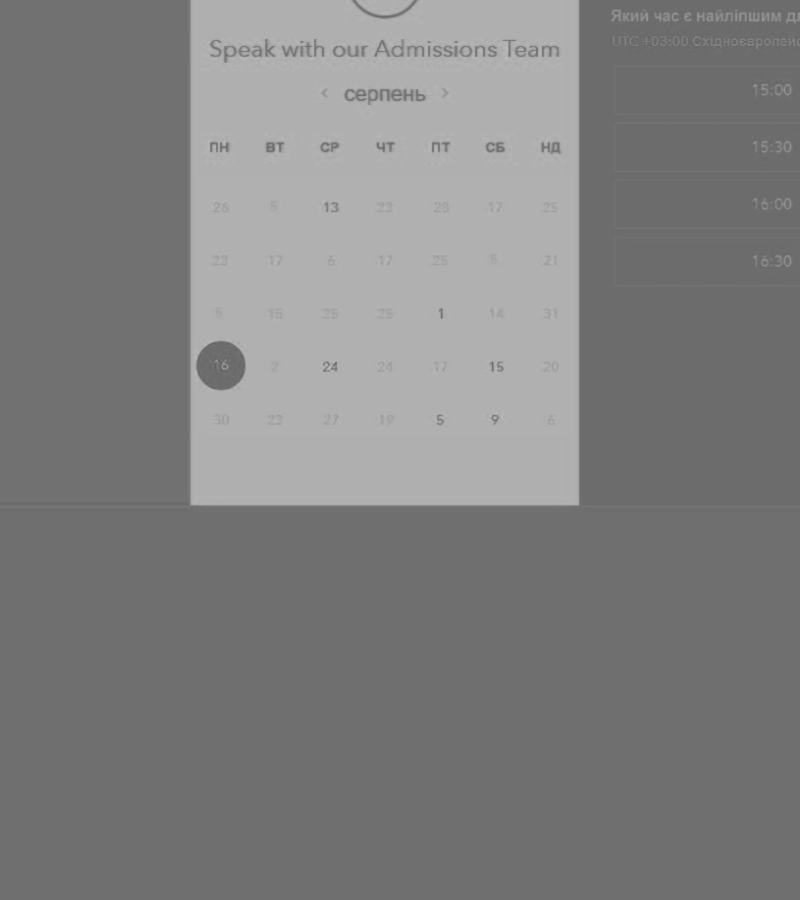 Speak with our Admissions Team
‹ серпень ›
ПН ВТ СР ЧТ ПТ СБ НД
26 5 13 23 28 17 25
23 17 6 17 25 5 21
5 15 25 25 1 14 31
16 2 24 24 17 15 20
30 23 27 19 5 9 6
Який час є найліпшим дл
UTC +03:00 Східноєвропейс
15:00
15:30
16:00
16:30